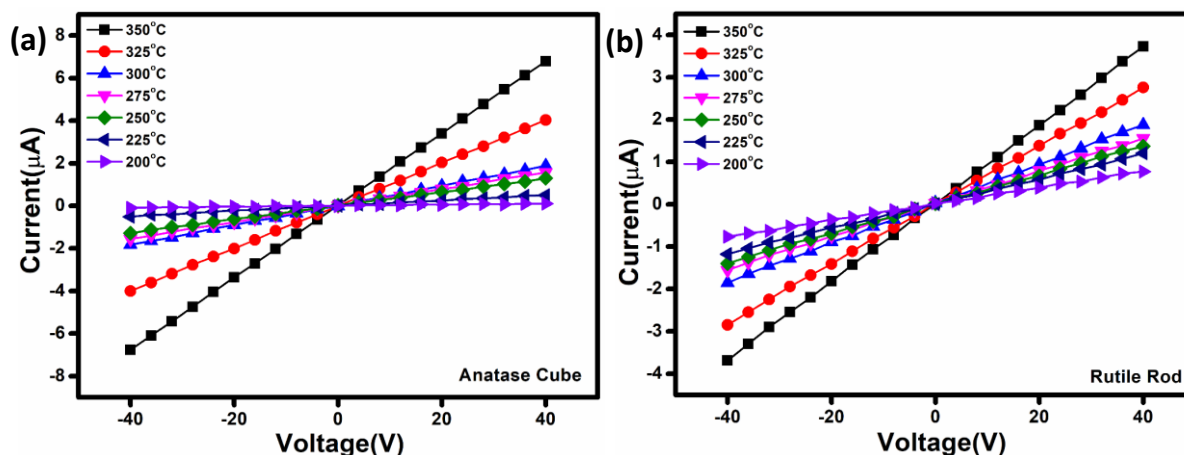 (a)
350°C
325°C
300°C
275°C
250°C
225°C
200°C
8
6
4
2
0
-2
-4
-6
-8
Current(μA)
-40
-20
0
20
40
Voltage(V)
Anatase Cube
(b)
350°C
325°C
300°C
275°C
250°C
225°C
200°C
4
3
2
1
0
-1
-2
-3
-4
Current(μA)
-40
-20
0
20
40
Voltage(V)
Rutile Rod